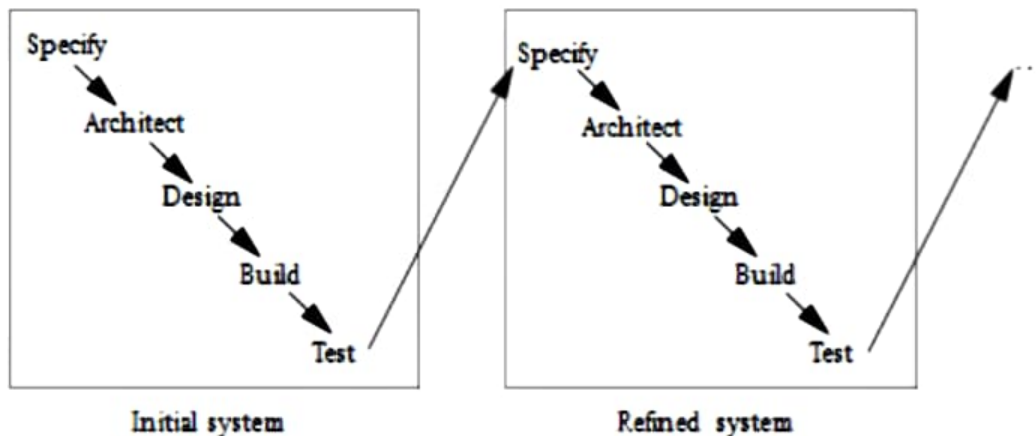 Specify
Architect
Design
Build
Test
Initial system
Specify
Architect
Design
Build
Test
Refined system
...